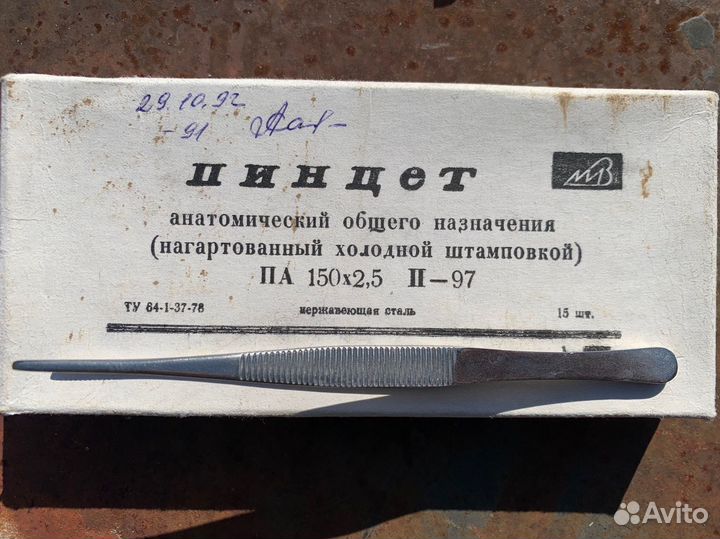 29.10.92
-91
пинцет
анатомический общего назначения
(нагартованный холодной штамповкой)
ПА 150х2,5 П—97
ТУ 64-1-37-78 нержавеющая сталь 15 шт.
Avito